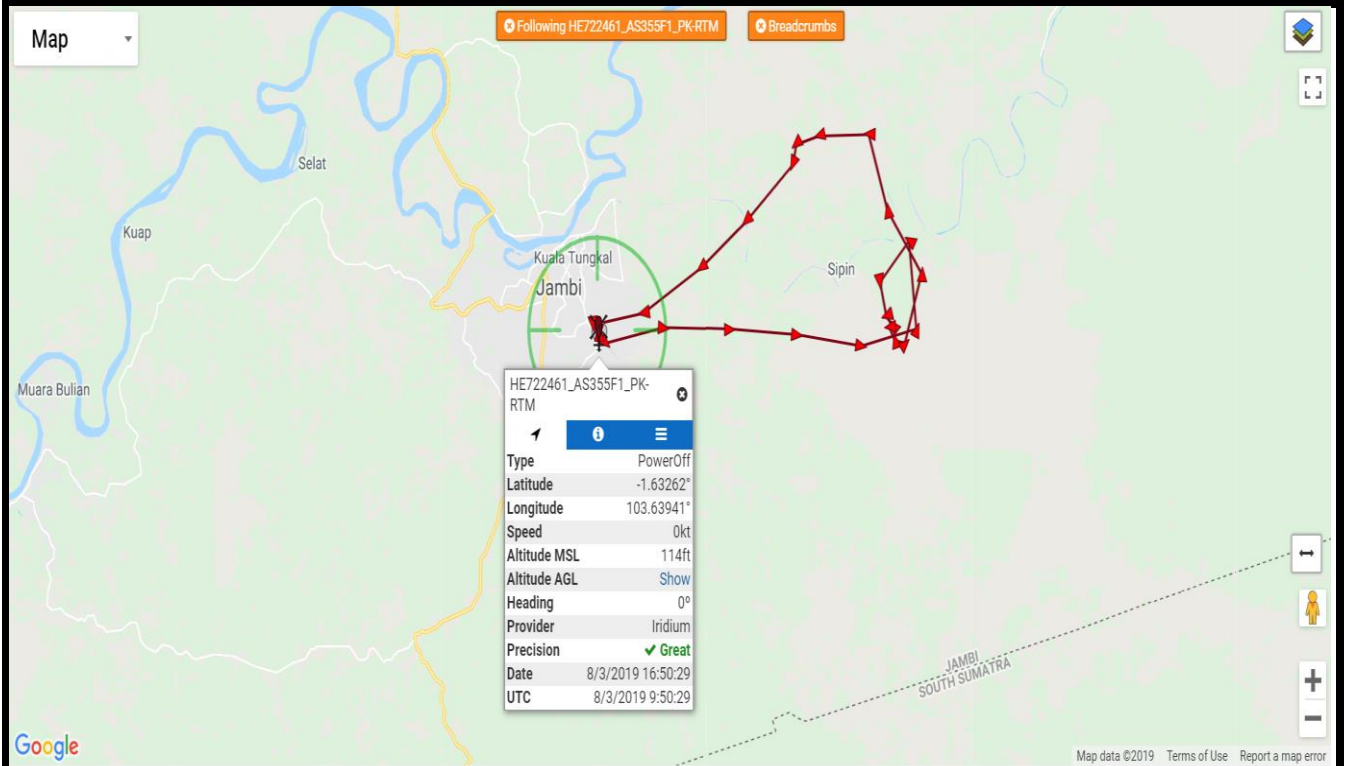 Map
Following HE722461_AS355F1_PK-RTM
Breadcrumbs
Selat
Kuap
Kuala Tungkal
Jambi
Sipin
Muara Bulian
HE722461_AS355F1_PK-
RTM
Type PowerOff
Latitude -1.63262°
Longitude 103.63941°
Speed 0kt
Altitude MSL 114ft
Altitude AGL Show
Heading 0°
Provider Iridium
Precision ✔ Great
Date 8/3/2019 16:50:29
UTC 8/3/2019 9:50:29
JAMBI
SOUTH SUMATRA
Google
Map data ©2019 Terms of Use Report a map error